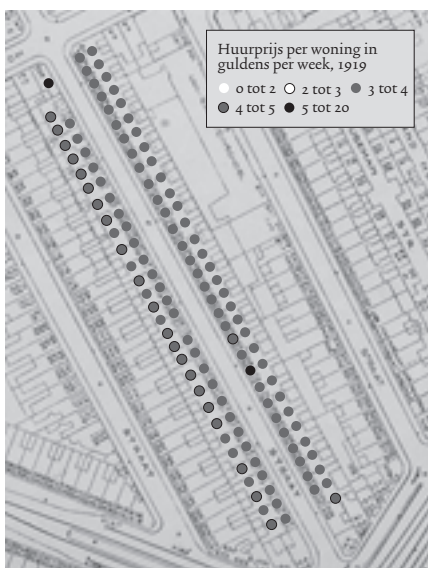 Huurprijs per woning in
guldens per week, 1919
0 tot 2 2 tot 3 3 tot 4
4 tot 5 5 tot 20